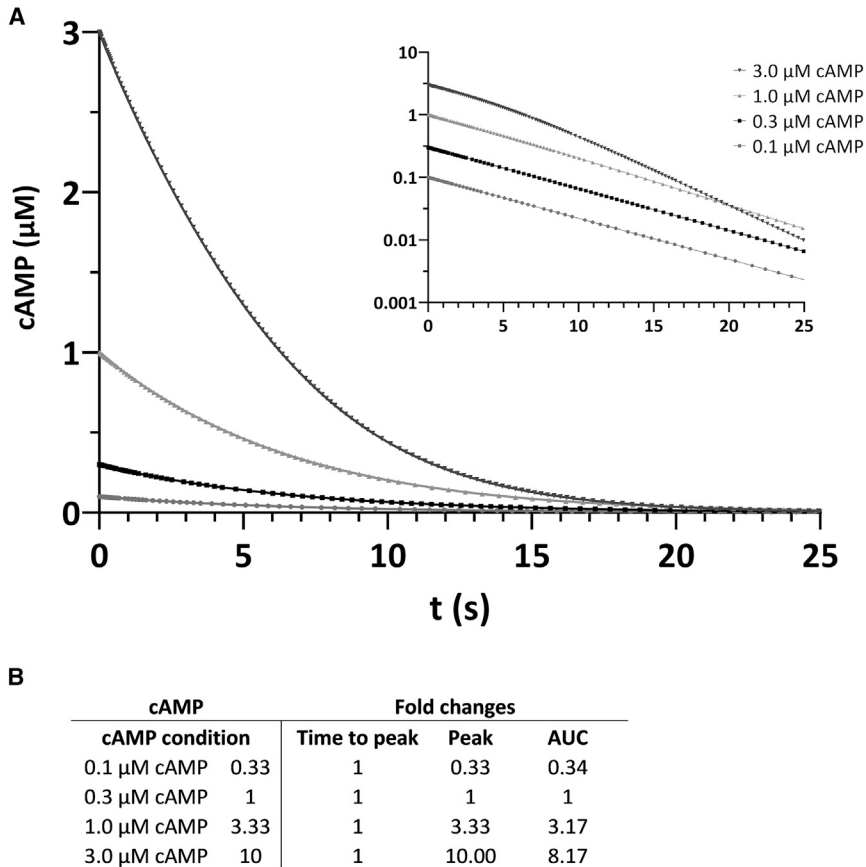 A
3
2
1
0
cAMP (μM)
0 5 10 15 20 25
t (s)
10
1
0.1
0.01
0.001
0 5 10 15 20 25
3.0 μM cAMP
1.0 μM cAMP
0.3 μM cAMP
0.1 μM cAMP
B
cAMP Fold changes
cAMP condition Time to peak Peak AUC
0.1 μM cAMP 0.33 1 0.33 0.34
0.3 μM cAMP 1 1 1 1
1.0 μM cAMP 3.33 1 3.33 3.17
3.0 μM cAMP 10 1 10.00 8.17